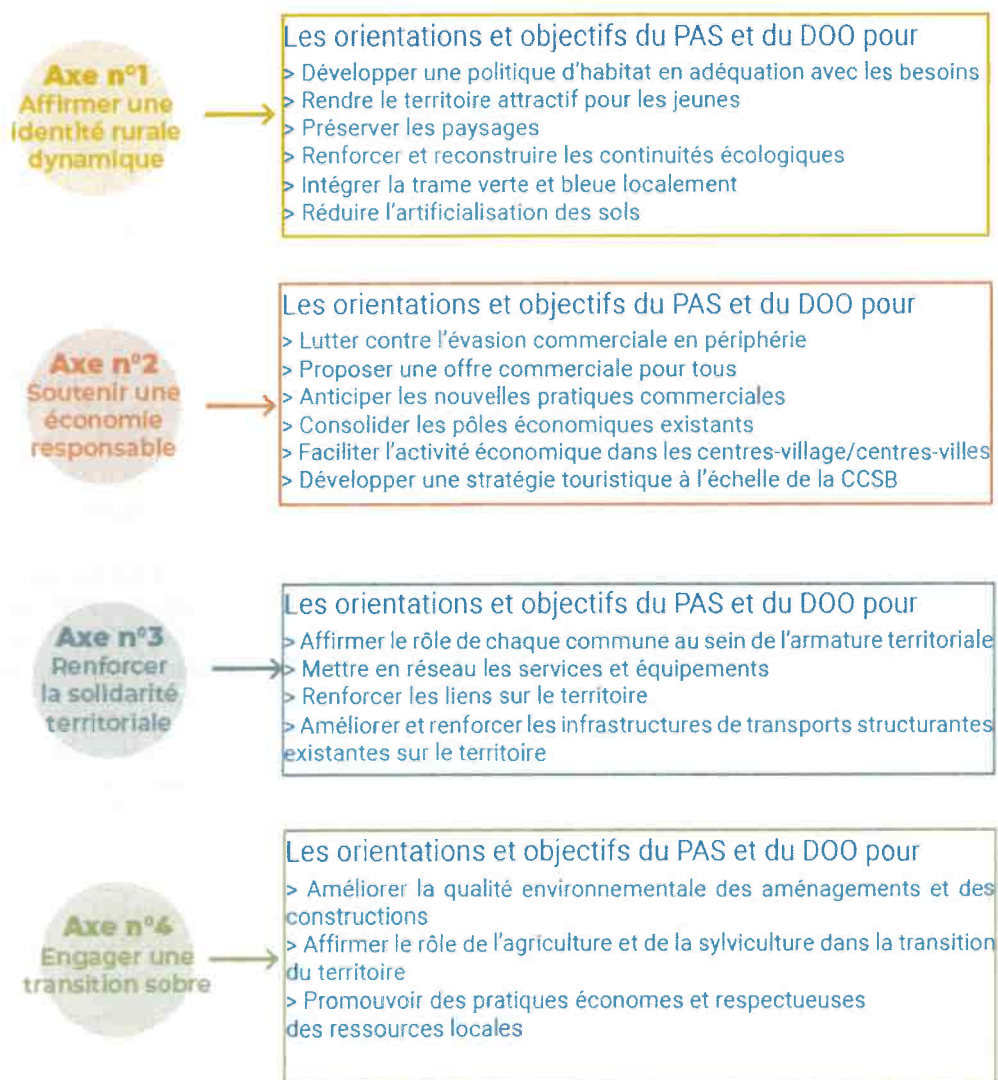 Axe n°1
Affirmer une
identité rurale
dynamique
Les orientations et objectifs du PAS et du DOO pour
> Développer une politique d'habitat en adéquation avec les besoins
> Rendre le territoire attractif pour les jeunes
> Préserver les paysages
> Renforcer et reconstruire les continuités écologiques
> Intégrer la trame verte et bleue localement
> Réduire l'artificialisation des sols
Axe n°2
Soutenir une
économie
responsable
Les orientations et objectifs du PAS et du DOO pour
> Lutter contre l'évasion commerciale en périphérie
> Proposer une offre commerciale pour tous
> Anticiper les nouvelles pratiques commerciales
> Consolider les pôles économiques existants
> Faciliter l'activité économique dans les centres-village/centres-villes
> Développer une stratégie touristique à l'échelle de la CCSB
Axe n°3
Renforcer
la solidarité
territoriale
Les orientations et objectifs du PAS et du DOO pour
> Affirmer le rôle de chaque commune au sein de l'armature territoriale
> Mettre en réseau les services et équipements
> Renforcer les liens sur le territoire
> Améliorer et renforcer les infrastructures de transports structurantes
existantes sur le territoire
Axe n°4
Engager une
transition sobre
Les orientations et objectifs du PAS et du DOO pour
> Améliorer la qualité environnementale des aménagements et des
constructions
> Affirmer le rôle de l'agriculture et de la sylviculture dans la transition
du territoire
> Promouvoir des pratiques économes et respectueuses
des ressources locales